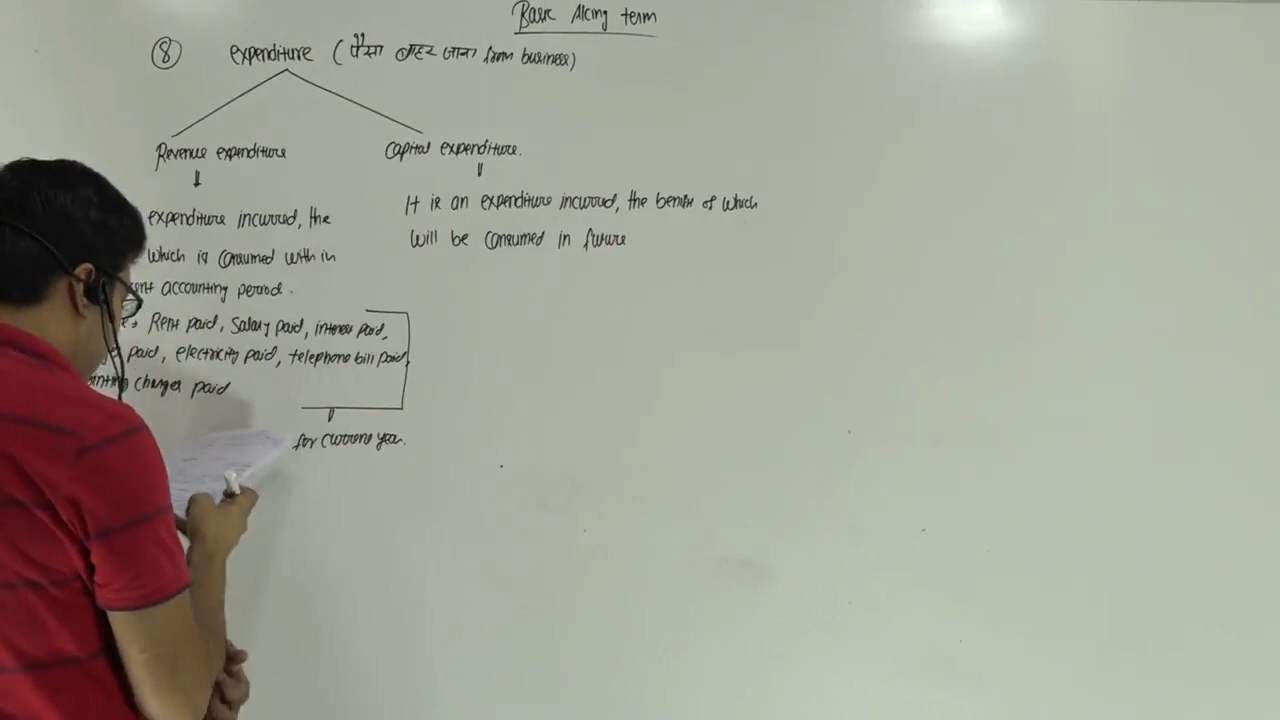 Basic A/cing term
⑧ expenditure (पैसा बाहर जाना from business)
Revenue expenditure
Capital expenditure.
expenditure incurred, the
which is consumed with in
accounting period.
Rent paid, Salary paid, interest paid,
paid, electricity paid, telephone bill paid
charges paid
for current year.
It is an expenditure incurred, the benefit of which
will be consumed in future